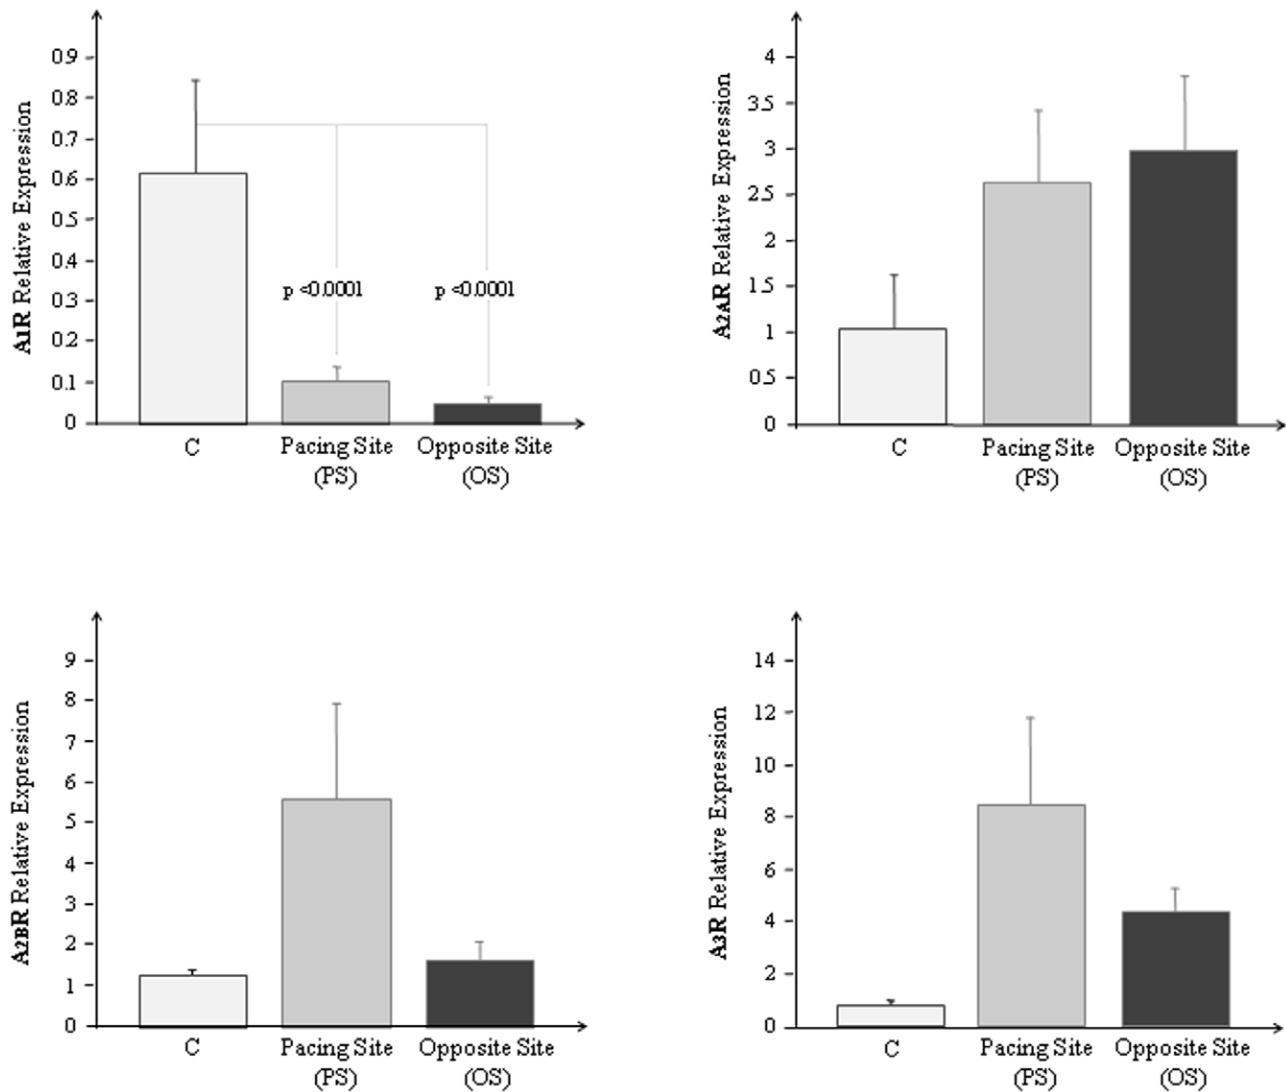 A1R Relative Expression
0.9
0.8
0.7
0.6
0.5
0.4
0.3
0.2
0.1
0
p <0.0001
p <0.0001
C
Pacing Site
(PS)
Opposite Site
(OS)
A2AR Relative Expression
4
3.5
3
2.5
2
1.5
1
0.5
0
C
Pacing Site
(PS)
Opposite Site
(OS)
A2BR Relative Expression
9
8
7
6
5
4
3
2
1
0
C
Pacing Site
(PS)
Opposite Site
(OS)
A3R Relative Expression
14
12
10
8
6
4
2
0
C
Pacing Site
(PS)
Opposite Site
(OS)